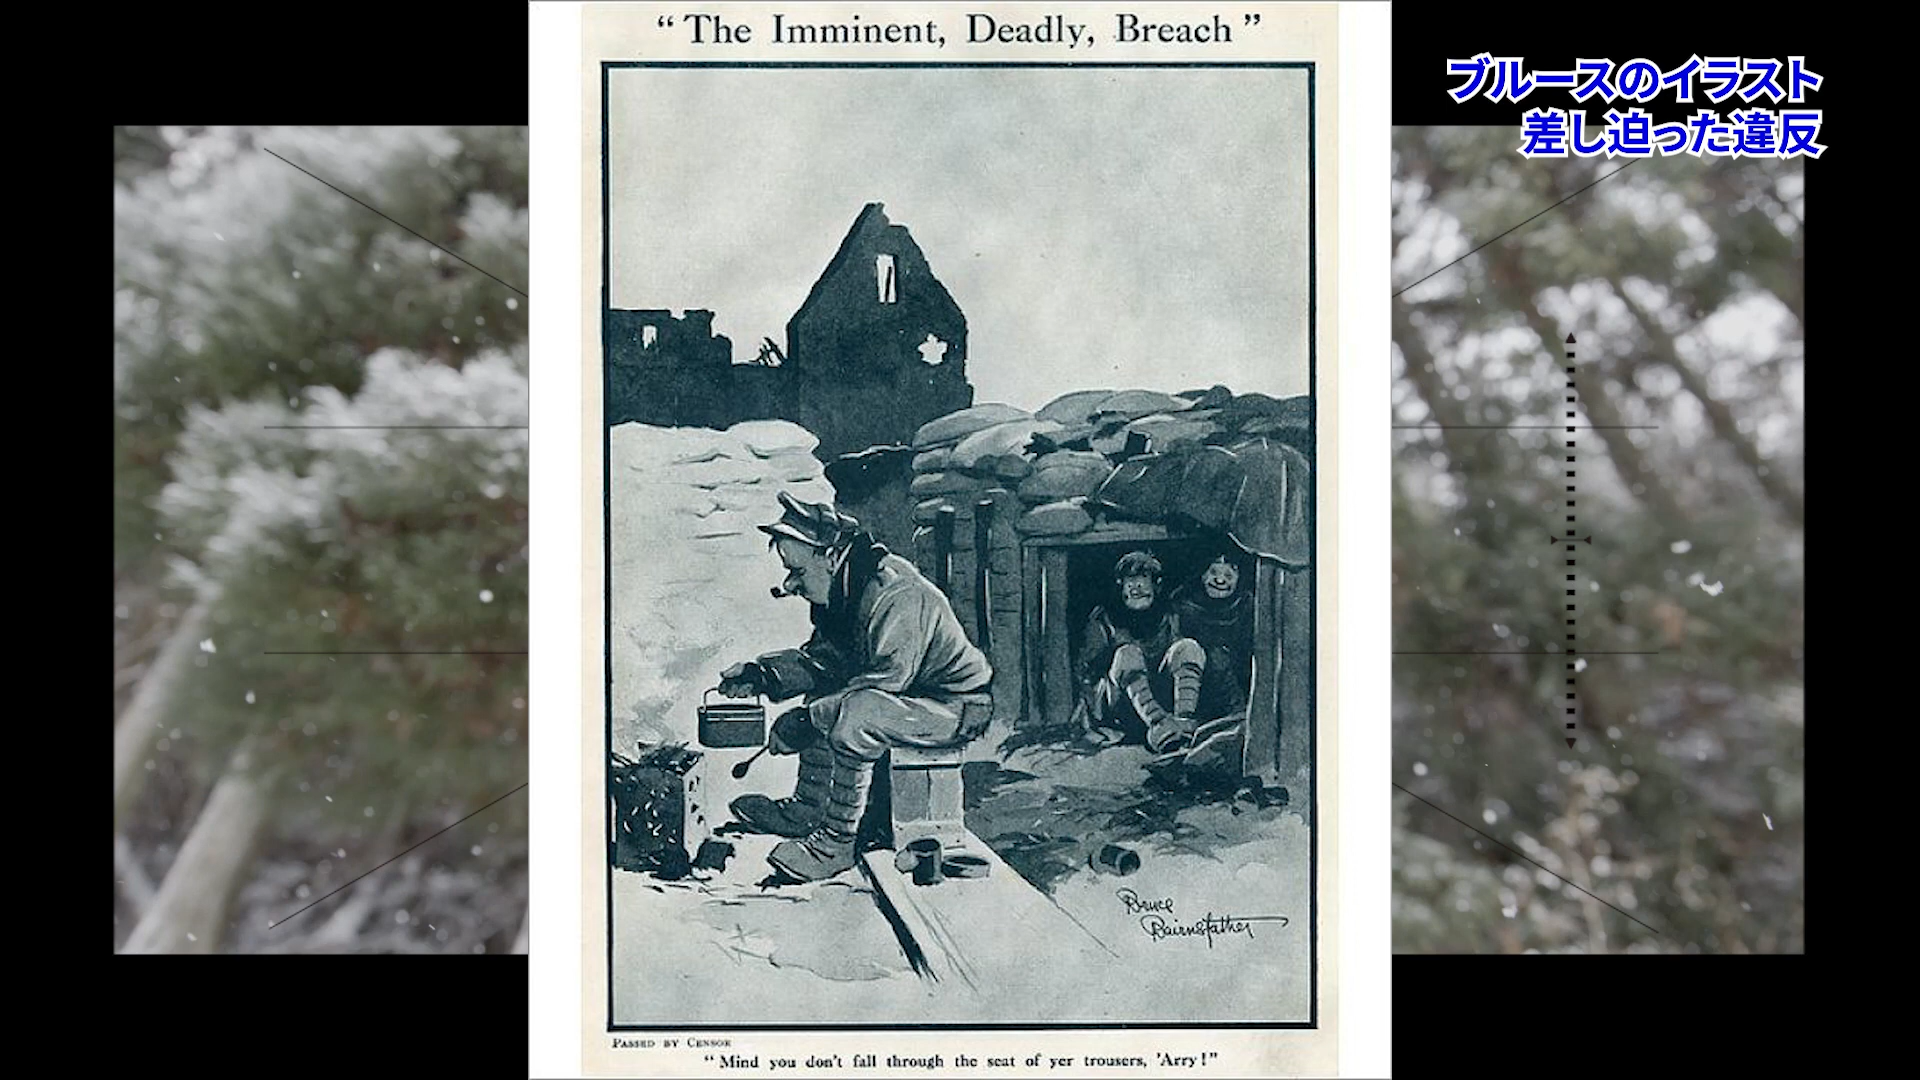 “The Imminent, Deadly, Breach”
ブルースのイラスト
差し迫った違反
Bruce
Bairnsfather
PASSED BY CENSOR
“Mind you don't fall through the seat of yer trousers, 'Arry!”